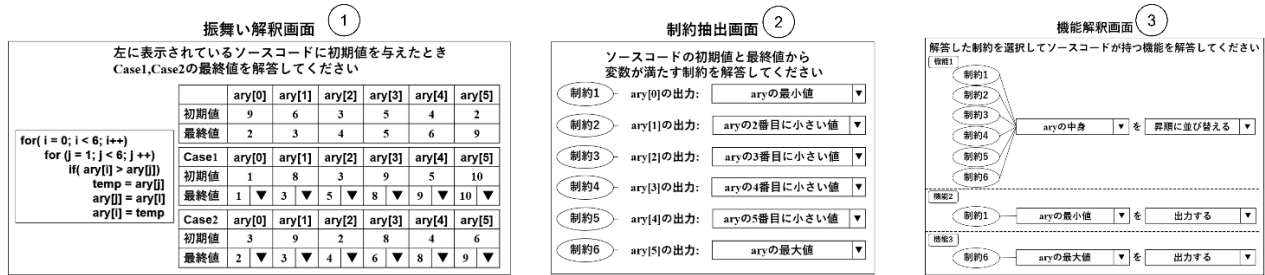 振舞い解釈画面 1
左に表示されているソースコードに初期値を与えたとき
Case1,Case2の最終値を解答してください
for( i = 0; i < 6; i++)
for (j = 1; j < 6; j ++)
if( ary[i] > ary[j])
temp = ary[j]
ary[j] = ary[i]
ary[i] = temp
ary[0] ary[1] ary[2] ary[3] ary[4] ary[5]
初期値 9 6 3 5 4 2
最終値 2 3 4 5 6 9
Case1 ary[0] ary[1] ary[2] ary[3] ary[4] ary[5]
初期値 1 8 3 9 5 10
最終値 1 ▼ 3 ▼ 5 ▼ 8 ▼ 9 ▼ 10 ▼
Case2 ary[0] ary[1] ary[2] ary[3] ary[4] ary[5]
初期値 3 9 2 8 4 6
最終値 2 ▼ 3 ▼ 4 ▼ 6 ▼ 8 ▼ 9 ▼
制約抽出画面 2
ソースコードの初期値と最終値から
変数が満たす制約を解答してください
制約1 ary[0]の出力: aryの最小値 ▼
制約2 ary[1]の出力: aryの2番目に小さい値 ▼
制約3 ary[2]の出力: aryの3番目に小さい値 ▼
制約4 ary[3]の出力: aryの4番目に小さい値 ▼
制約5 ary[4]の出力: aryの5番目に小さい値 ▼
制約6 ary[5]の出力: aryの最大値 ▼
機能解釈画面 3
解答した制約を選択してソースコードが持つ機能を解答してください
機能1
制約1
制約2
制約3
制約4
制約5
制約6
aryの中身 ▼ を 昇順に並び替える ▼
機能2
制約1 aryの最小値 ▼ を 出力する ▼
機能3
制約6 aryの最大値 ▼ を 出力する ▼